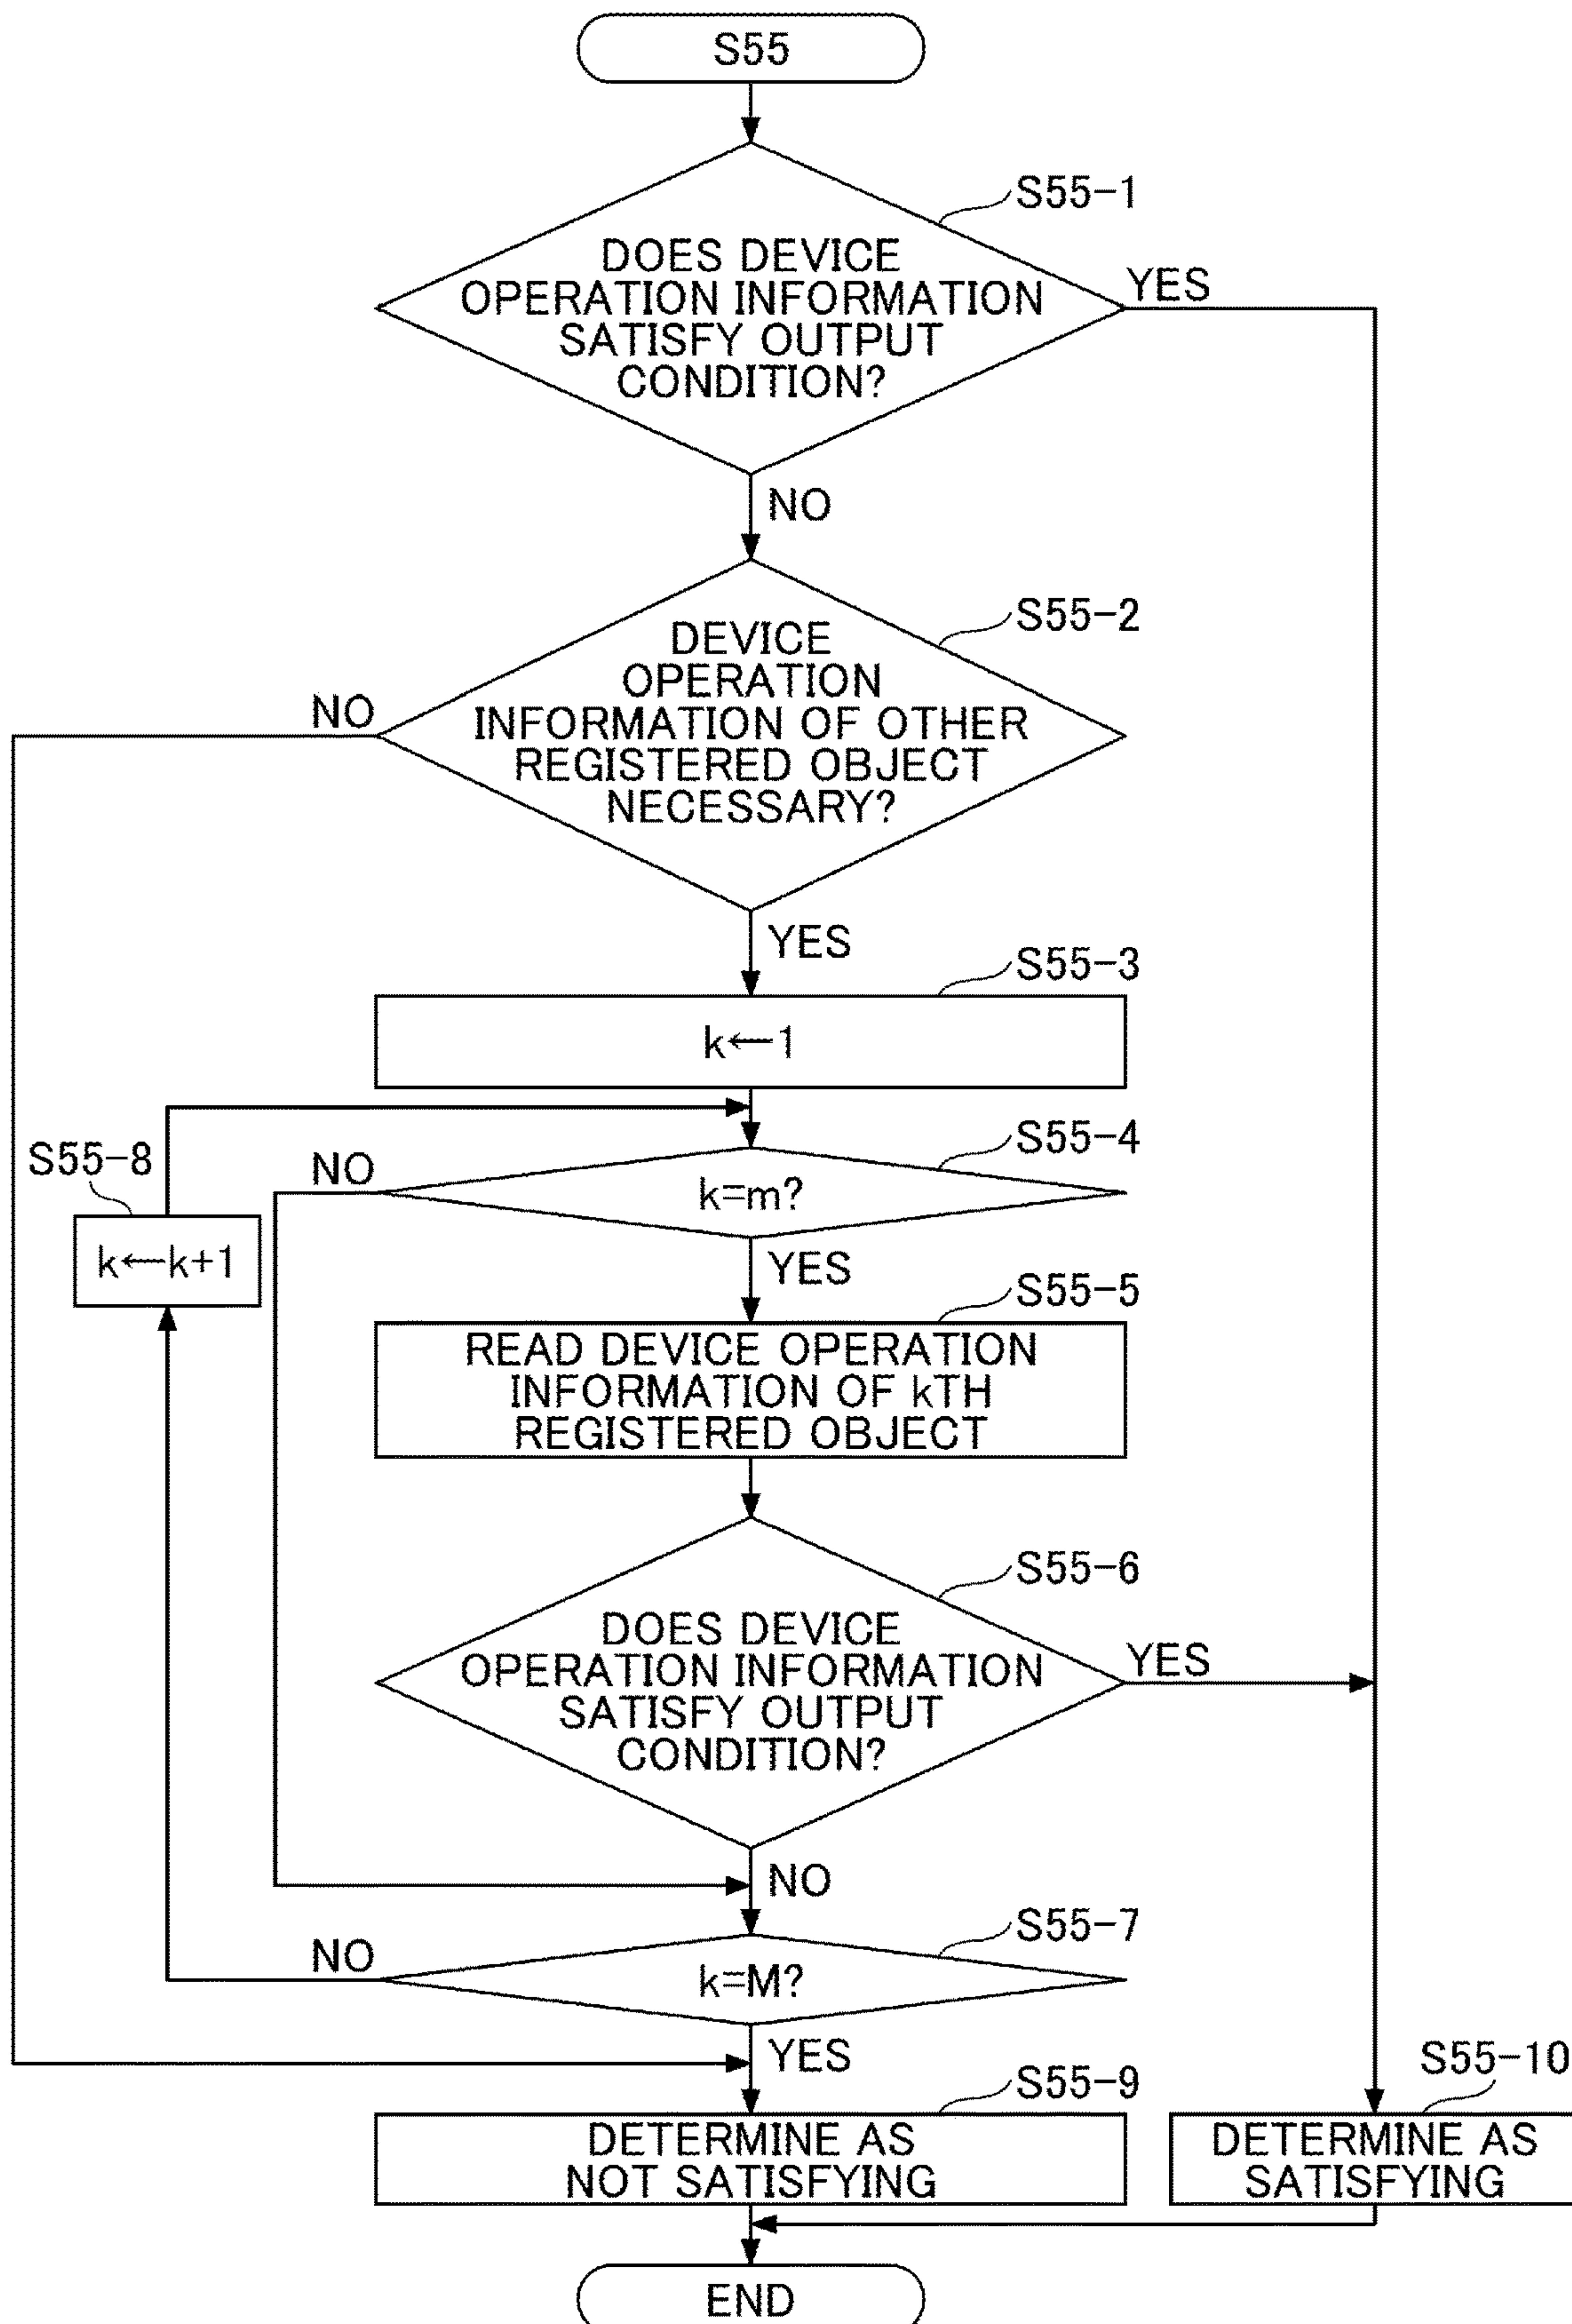 S55
S55-1
DOES DEVICE
OPERATION INFORMATION
SATISFY OUTPUT
CONDITION?
YES
NO
S55-2
DEVICE
OPERATION
INFORMATION OF OTHER
REGISTERED OBJECT
NECESSARY?
NO
YES
S55-3
k←1
S55-8
k←k+1
S55-4
NO
k=m?
YES
S55-5
READ DEVICE OPERATION
INFORMATION OF kTH
REGISTERED OBJECT
S55-6
DOES DEVICE
OPERATION INFORMATION
SATISFY OUTPUT
CONDITION?
YES
NO
S55-7
NO
k=M?
YES
S55-9
DETERMINE AS
NOT SATISFYING
S55-10
DETERMINE AS
SATISFYING
END